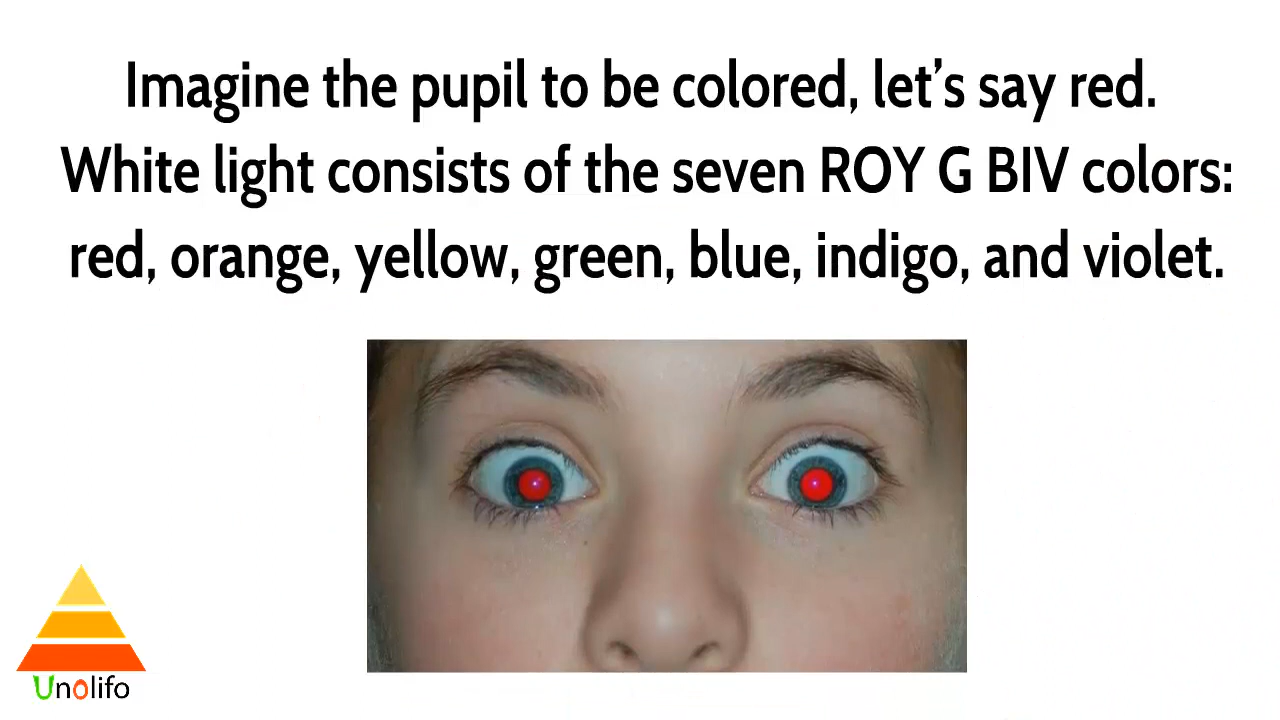 Imagine the pupil to be colored, let's say red.
White light consists of the seven ROY G BIV colors:
red, orange, yellow, green, blue, indigo, and violet.
Unolifo